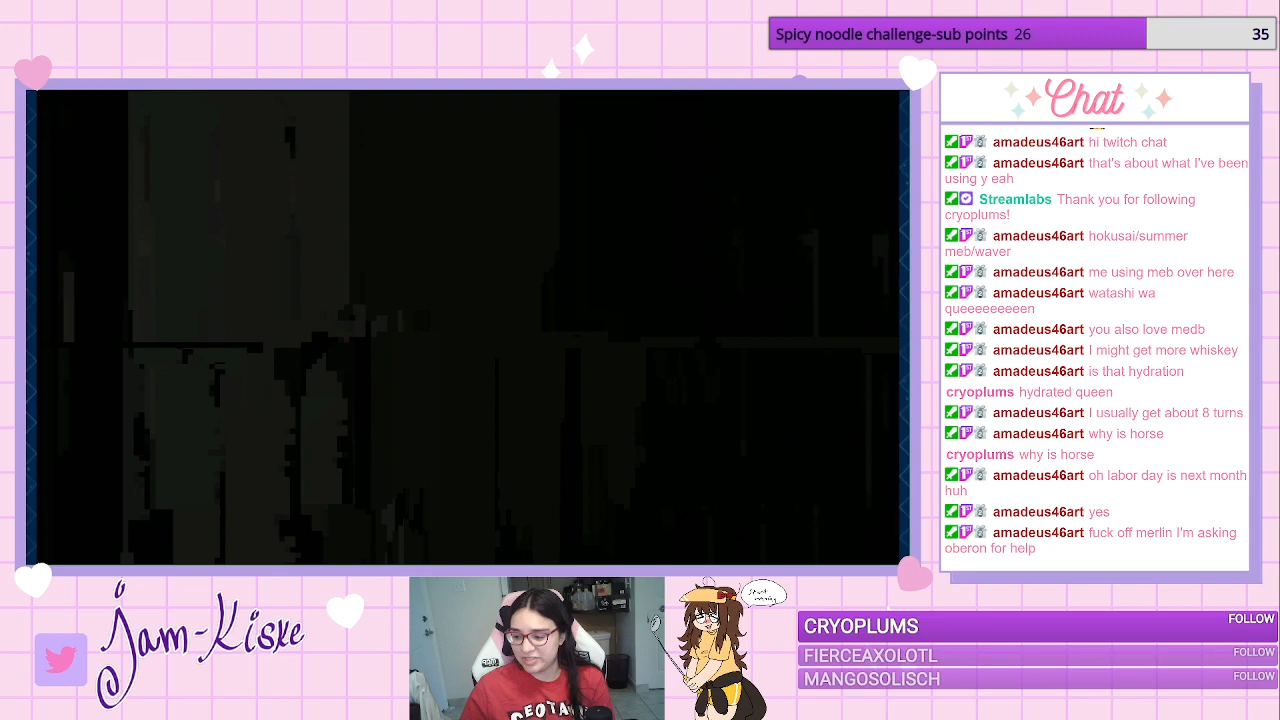 Spicy noodle challenge-sub points 26
35
Chat
amadeus46art hi twitch chat
amadeus46art that's about what I've been
using y eah
Streamlabs Thank you for following
cryoplums!
amadeus46art hokusai/summer
meb/waver
amadeus46art me using meb over here
amadeus46art watashi wa
queeeeeeeen
amadeus46art you also love medb
amadeus46art I might get more whiskey
amadeus46art is that hydration
cryoplums hydrated queen
amadeus46art I usually get about 8 turns
amadeus46art why is horse
cryoplums why is horse
amadeus46art oh labor day is next month
huh
amadeus46art yes
amadeus46art fuck off merlin I'm asking
oberon for help
Jam-Kiske
CRYOPLUMS FOLLOW
FIERCEAXOLOTL FOLLOW
MANGOSOLISCH FOLLOW